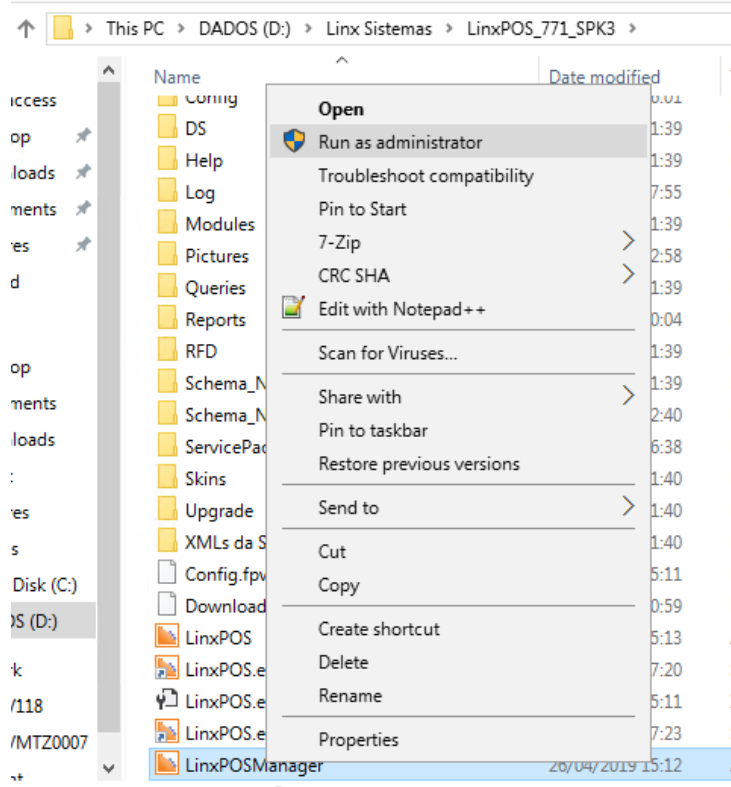 This PC > DADOS (D:) > Linx Sistemas > LinxPOS_771_SPK3 >
Name Date modified
Config
DS 1:39
Help 1:39
Log 7:55
Modules 1:39
Pictures 2:58
Queries 1:39
Reports 0:04
RFD 1:39
Schema_N 1:39
Schema_N 2:40
ServicePac 6:38
Skins 1:40
Upgrade 1:40
XMLs da S 1:40
Config.fpw 5:11
Download 0:59
LinxPOS 5:13
LinxPOS.e 7:20
LinxPOS.e 5:11
LinxPOS.e 7:23
LinxPOSManager 26/04/2019 15:12
Open
Run as administrator
Troubleshoot compatibility
Pin to Start
7-Zip
CRC SHA
Edit with Notepad++
Scan for Viruses...
Share with
Pin to taskbar
Restore previous versions
Send to
Cut
Copy
Create shortcut
Delete
Rename
Properties
ccess
op
loads
ments
res
d
op
ments
loads
res
s
Disk (C:)
OS (D:)
rk
/118
/MTZ0007